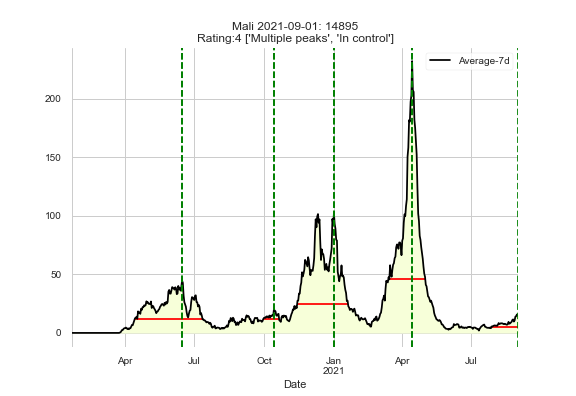 Mali 2021-09-01: 14895
Rating:4 ['Multiple peaks', 'In control']
Average-7d
200
150
100
50
0
Apr
Jul
Oct
Jan
2021
Apr
Jul
Date